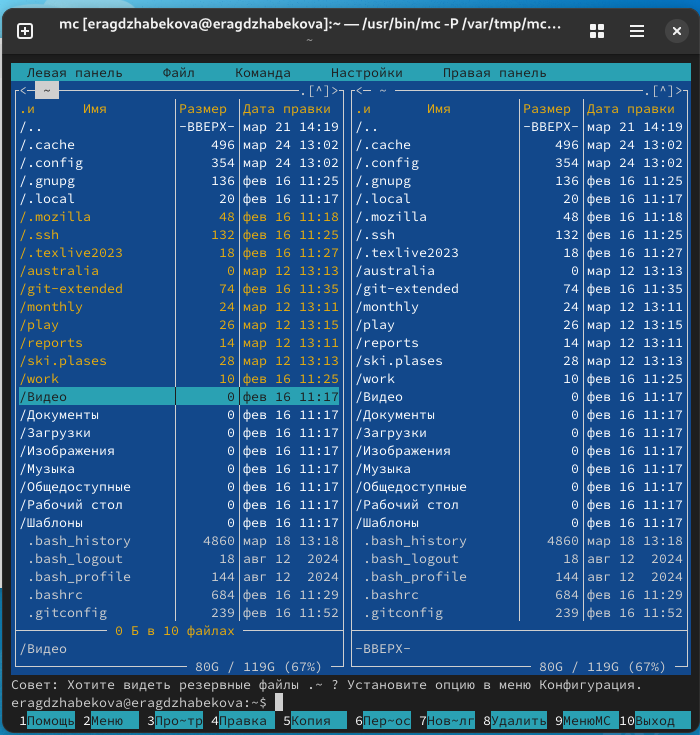 mc [eragdzhabekova@eragdzhabekova]:~ — /usr/bin/mc -P /var/tmp/mc…
~
Левая панель Файл Команда Настройки Правая панель
<─ ~ .[^]> <─ ~ .[^]>
.и Имя Размер Дата правки .и Имя Размер Дата правки
/.. -ВВЕРХ- мар 21 14:19 /.. -ВВЕРХ- мар 21 14:19
/.cache 496 мар 24 13:02 /.cache 496 мар 24 13:02
/.config 354 мар 24 13:02 /.config 354 мар 24 13:02
/.gnupg 136 фев 16 11:25 /.gnupg 136 фев 16 11:25
/.local 20 фев 16 11:17 /.local 20 фев 16 11:17
/.mozilla 48 фев 16 11:18 /.mozilla 48 фев 16 11:18
/.ssh 132 фев 16 11:25 /.ssh 132 фев 16 11:25
/.texlive2023 18 фев 16 11:27 /.texlive2023 18 фев 16 11:27
/australia 0 мар 12 13:13 /australia 0 мар 12 13:13
/git-extended 74 фев 16 11:35 /git-extended 74 фев 16 11:35
/monthly 24 мар 12 13:11 /monthly 24 мар 12 13:11
/play 26 мар 12 13:15 /play 26 мар 12 13:15
/reports 14 мар 12 13:11 /reports 14 мар 12 13:11
/ski.plases 28 мар 12 13:13 /ski.plases 28 мар 12 13:13
/work 10 фев 16 11:25 /work 10 фев 16 11:25
/Видео 0 фев 16 11:17 /Видео 0 фев 16 11:17
/Документы 0 фев 16 11:17 /Документы 0 фев 16 11:17
/Загрузки 0 фев 16 11:17 /Загрузки 0 фев 16 11:17
/Изображения 0 фев 16 11:17 /Изображения 0 фев 16 11:17
/Музыка 0 фев 16 11:17 /Музыка 0 фев 16 11:17
/Общедоступные 0 фев 16 11:17 /Общедоступные 0 фев 16 11:17
/Рабочий стол 0 фев 16 11:17 /Рабочий стол 0 фев 16 11:17
/Шаблоны 0 фев 16 11:17 /Шаблоны 0 фев 16 11:17
.bash_history 4860 мар 18 13:18 .bash_history 4860 мар 18 13:18
.bash_logout 18 авг 12 2024 .bash_logout 18 авг 12 2024
.bash_profile 144 авг 12 2024 .bash_profile 144 авг 12 2024
.bashrc 684 фев 16 11:29 .bashrc 684 фев 16 11:29
.gitconfig 239 фев 16 11:52 .gitconfig 239 фев 16 11:52
0 Б в 10 файлах
/Видео -ВВЕРХ-
80G / 119G (67%) 80G / 119G (67%)
Совет: Хотите видеть резервные файлы .~ ? Установите опцию в меню Конфигурация.
eragdzhabekova@eragdzhabekova:~$
1Помощь 2Меню 3Про~тр 4Правка 5Копия 6Пер~ос 7Нов~лг 8Удалить 9МенюMC 10Выход